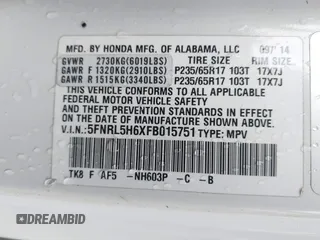 MFD. BY HONDA MFG. OF ALABAMA, LLC 09/14
GVWR 2730KG(6019LBS) TIRE SIZE RIM SIZE
GAWR F 1320KG(2910LBS) P235/65R17 103T 17X7J
GAWR R 1515KG(3340LBS) P235/65R17 103T 17X7J
THIS VEHICLE CONFORMS TO ALL APPLICABLE FEDERAL
MOTOR VEHICLE SAFETY AND THEFT PREVENTION STANDARDS IN EFFECT
ON THE DATE OF MANUFACTURE SHOWN ABOVE.
V.I.N.: 5FNRL5H6XFB015751 TYPE: MPV
TK8 F AF5 -NH603P -C -B
DREAMBID